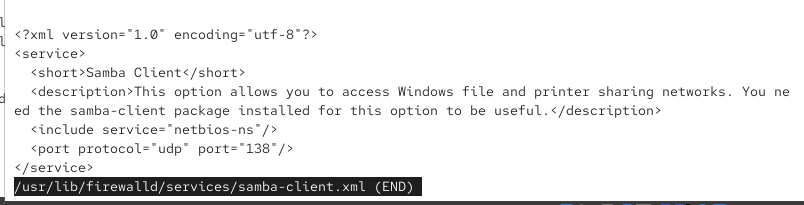 <?xml version="1.0" encoding="utf-8"?>
<service>
  <short>Samba Client</short>
  <description>This option allows you to access Windows file and printer sharing networks. You ne
ed the samba-client package installed for this option to be useful.</description>
  <include service="netbios-ns"/>
  <port protocol="udp" port="138"/>
</service>
/usr/lib/firewalld/services/samba-client.xml (END)